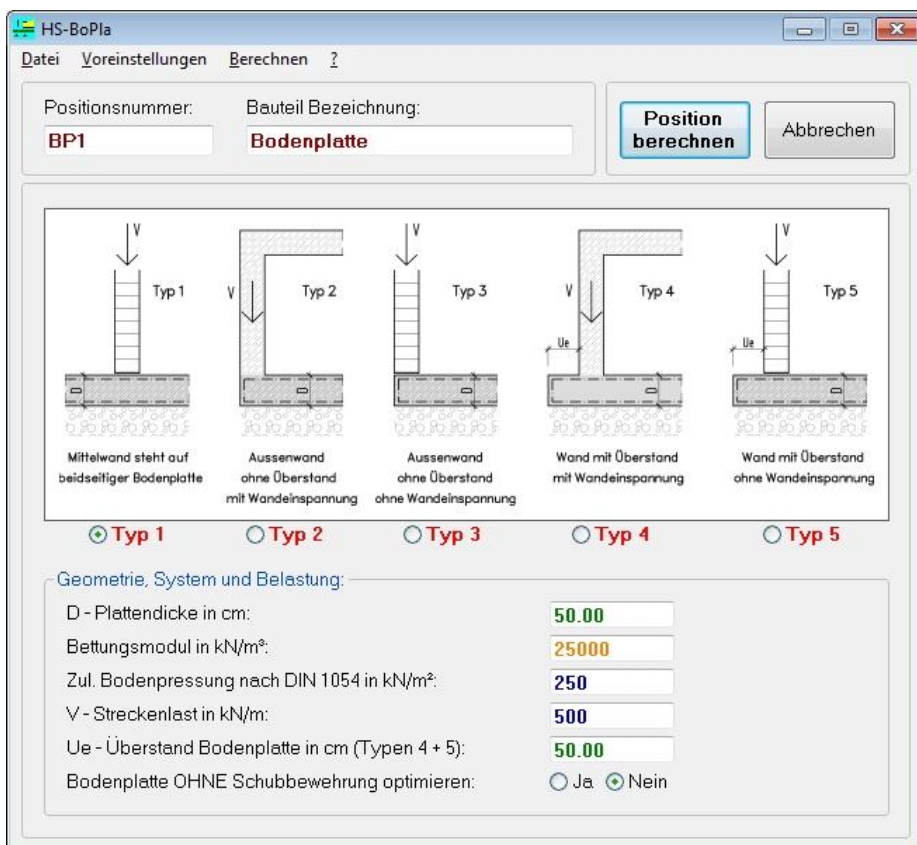 HS-BoPla
Datei Voreinstellungen Berechnen ?
Positionsnummer: Bauteil Bezeichnung:
BP1 Bodenplatte
Position
berechnen
Abbrechen
V V V V V
Typ 1 Typ 2 Typ 3 Typ 4 Typ 5
Ue Ue
Mittelwand steht auf
beidseitiger Bodenplatte
Aussenwand
ohne Überstand
mit Wandeinspannung
Aussenwand
ohne Überstand
ohne Wandeinspannung
Wand mit Überstand
mit Wandeinspannung
Wand mit Überstand
ohne Wandeinspannung
Typ 1 Typ 2 Typ 3 Typ 4 Typ 5
Geometrie, System und Belastung:
D - Plattendicke in cm: 50.00
Bettungsmodul in kN/m³: 25000
Zul. Bodenpressung nach DIN 1054 in kN/m²: 250
V - Streckenlast in kN/m: 500
Ue - Überstand Bodenplatte in cm (Typen 4 + 5): 50.00
Bodenplatte OHNE Schubbewehrung optimieren: Ja Nein